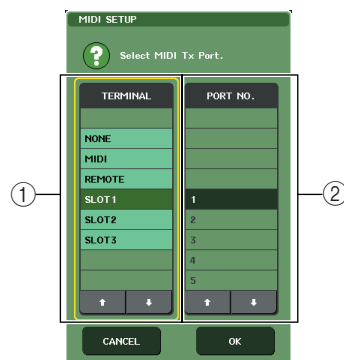 MIDI SETUP
?
Select MIDI Tx Port.
TERMINAL
PORT NO.
NONE
MIDI
REMOTE
SLOT1
1
SLOT2
2
SLOT3
3
4
5
①
②
CANCEL
OK